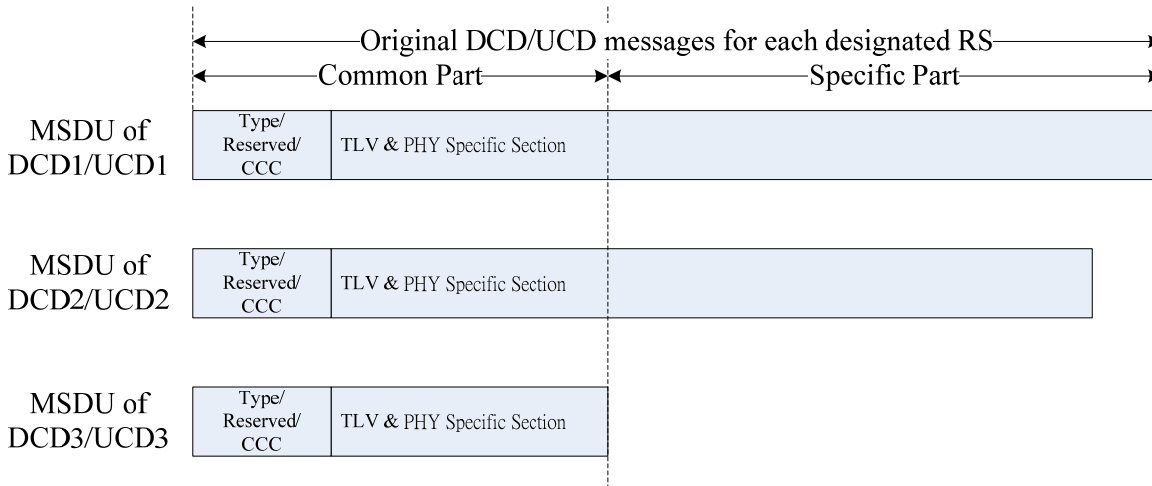 Original DCD/UCD messages for each designated RS
Common Part
Specific Part
MSDU of
DCD1/UCD1
Type/
Reserved/
CCC
TLV & PHY Specific Section
MSDU of
DCD2/UCD2
Type/
Reserved/
CCC
TLV & PHY Specific Section
MSDU of
DCD3/UCD3
Type/
Reserved/
CCC
TLV & PHY Specific Section